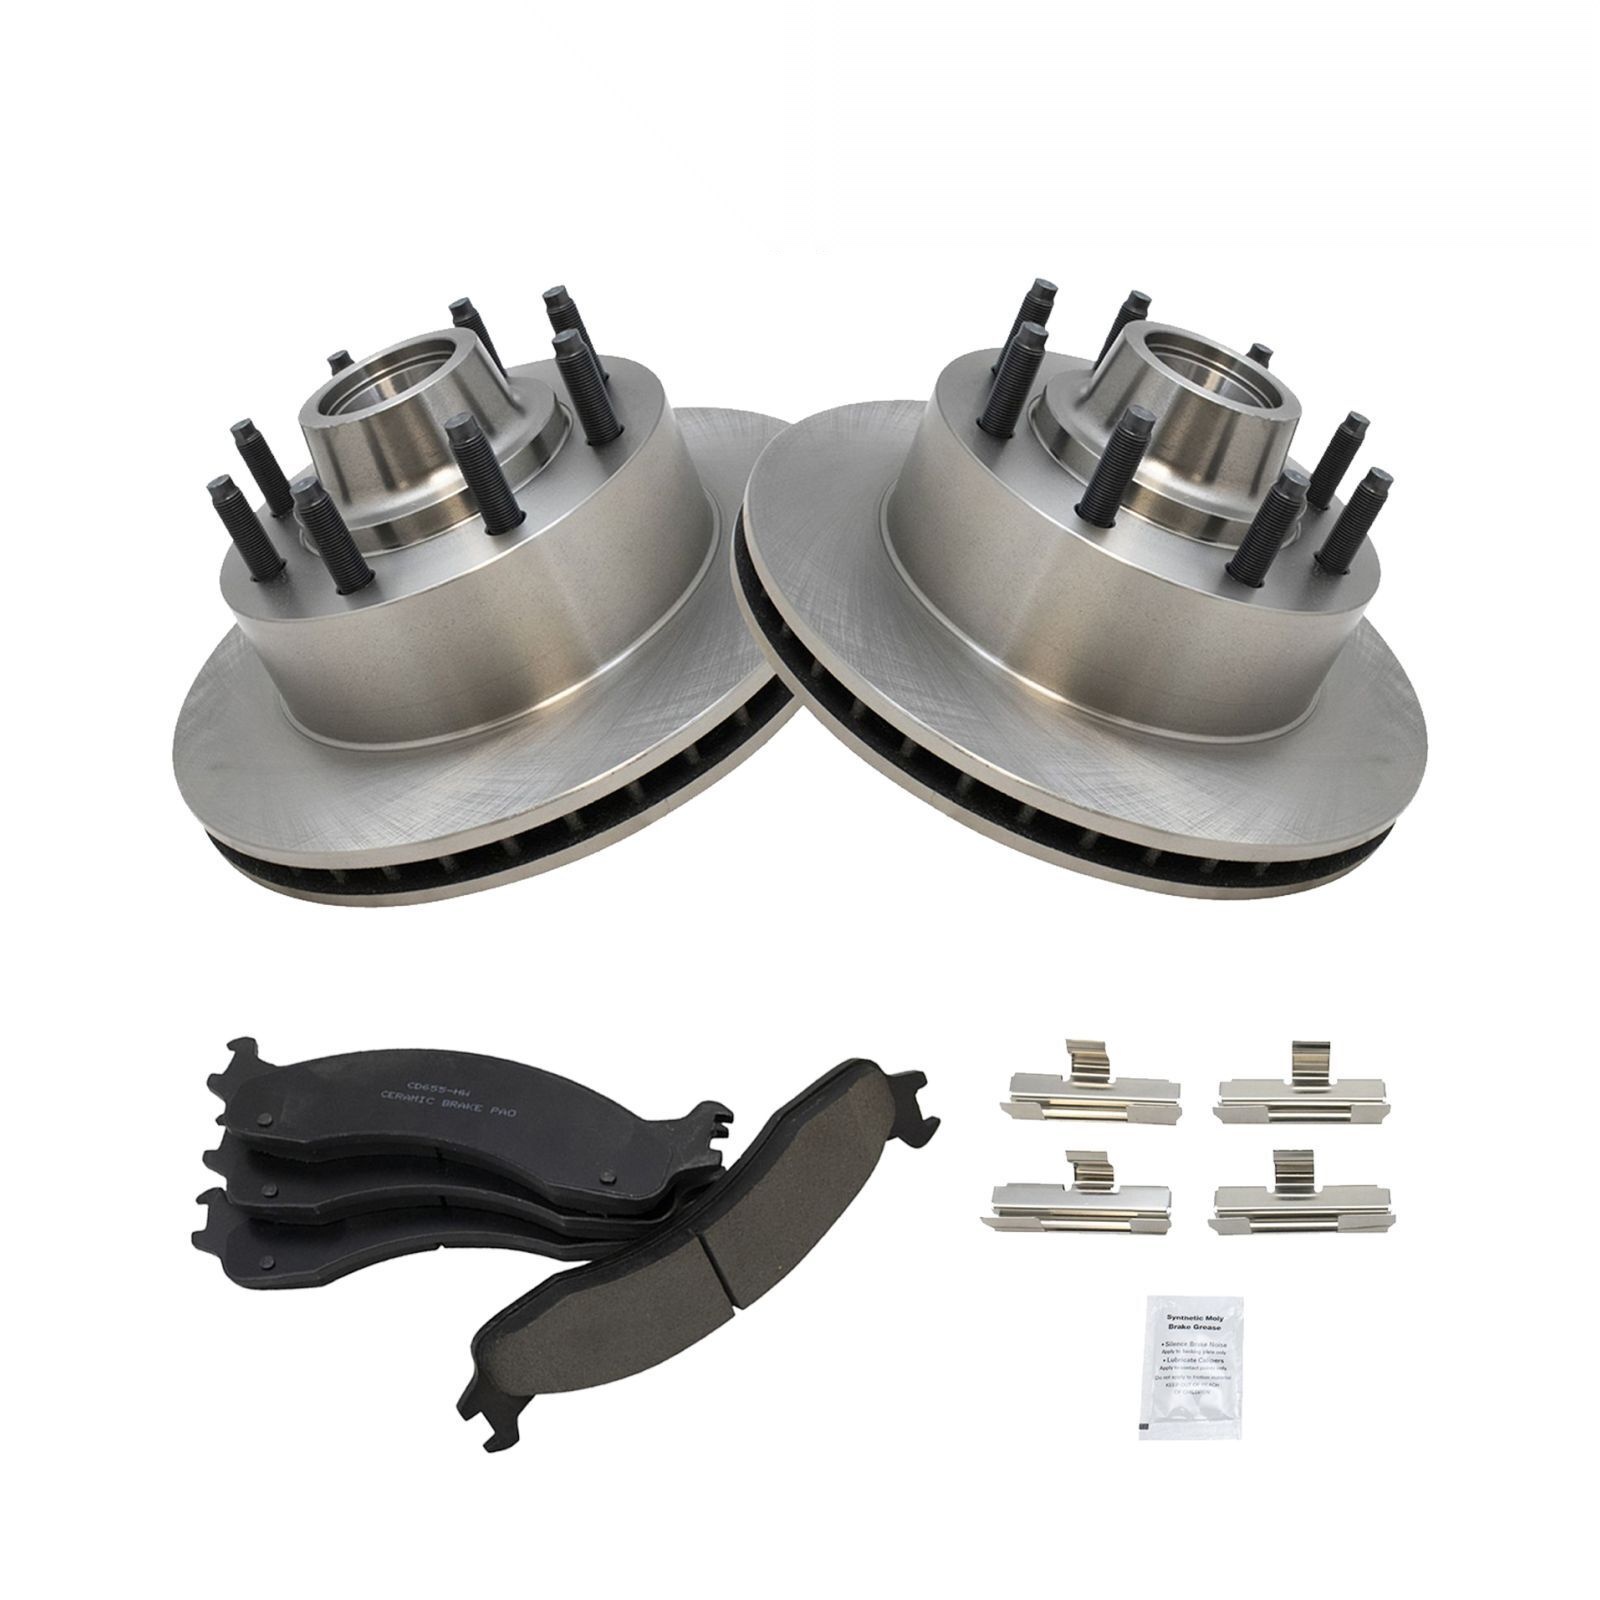 CD655-HW
CERAMIC BRAKE PAD
Synthetic Moly
Brake Grease
• Silence Brake Noise
Apply to backing plate only
• Lubricate Calipers
Apply to contact points only
Do not apply to friction material
KEEP OUT OF REACH
OF CHILDREN